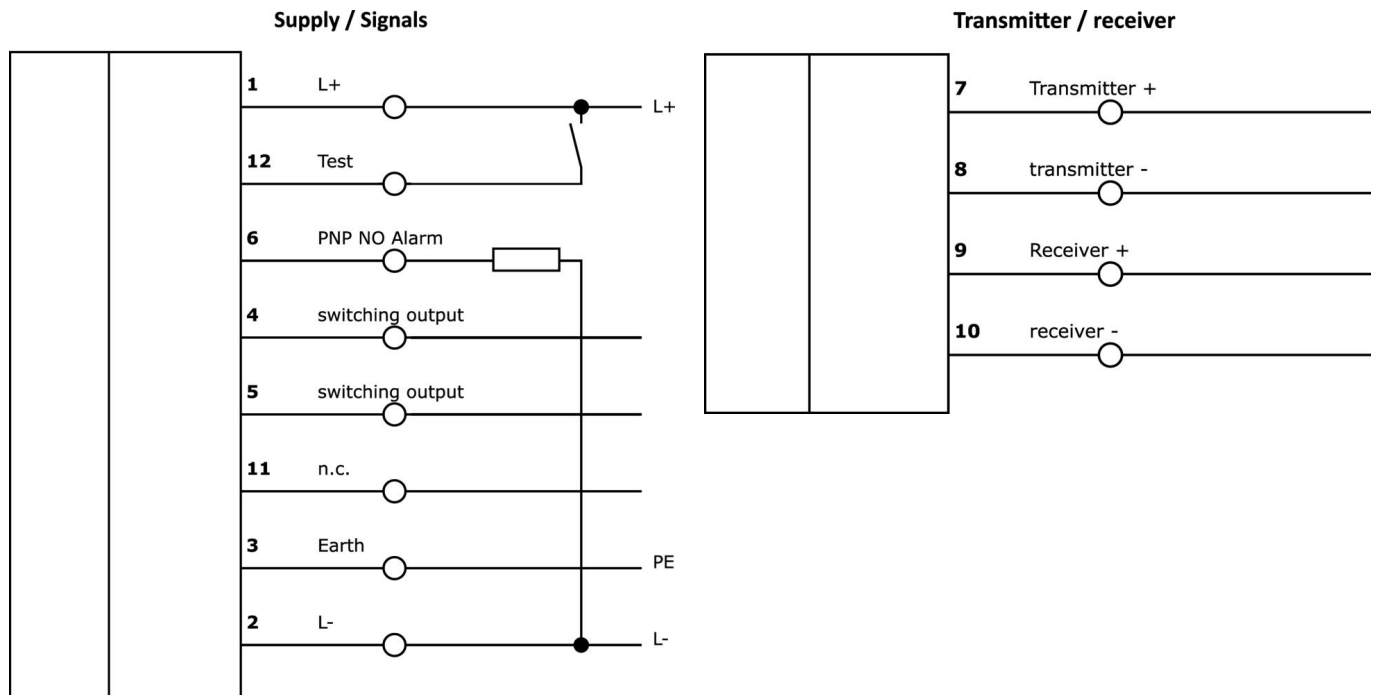 Supply / Signals
1 L+
L+
12 Test
6 PNP NO Alarm
4 switching output
5 switching output
11 n.c.
3 Earth
PE
2 L-
L-
Transmitter / receiver
7 Transmitter +
8 transmitter -
9 Receiver +
10 receiver -